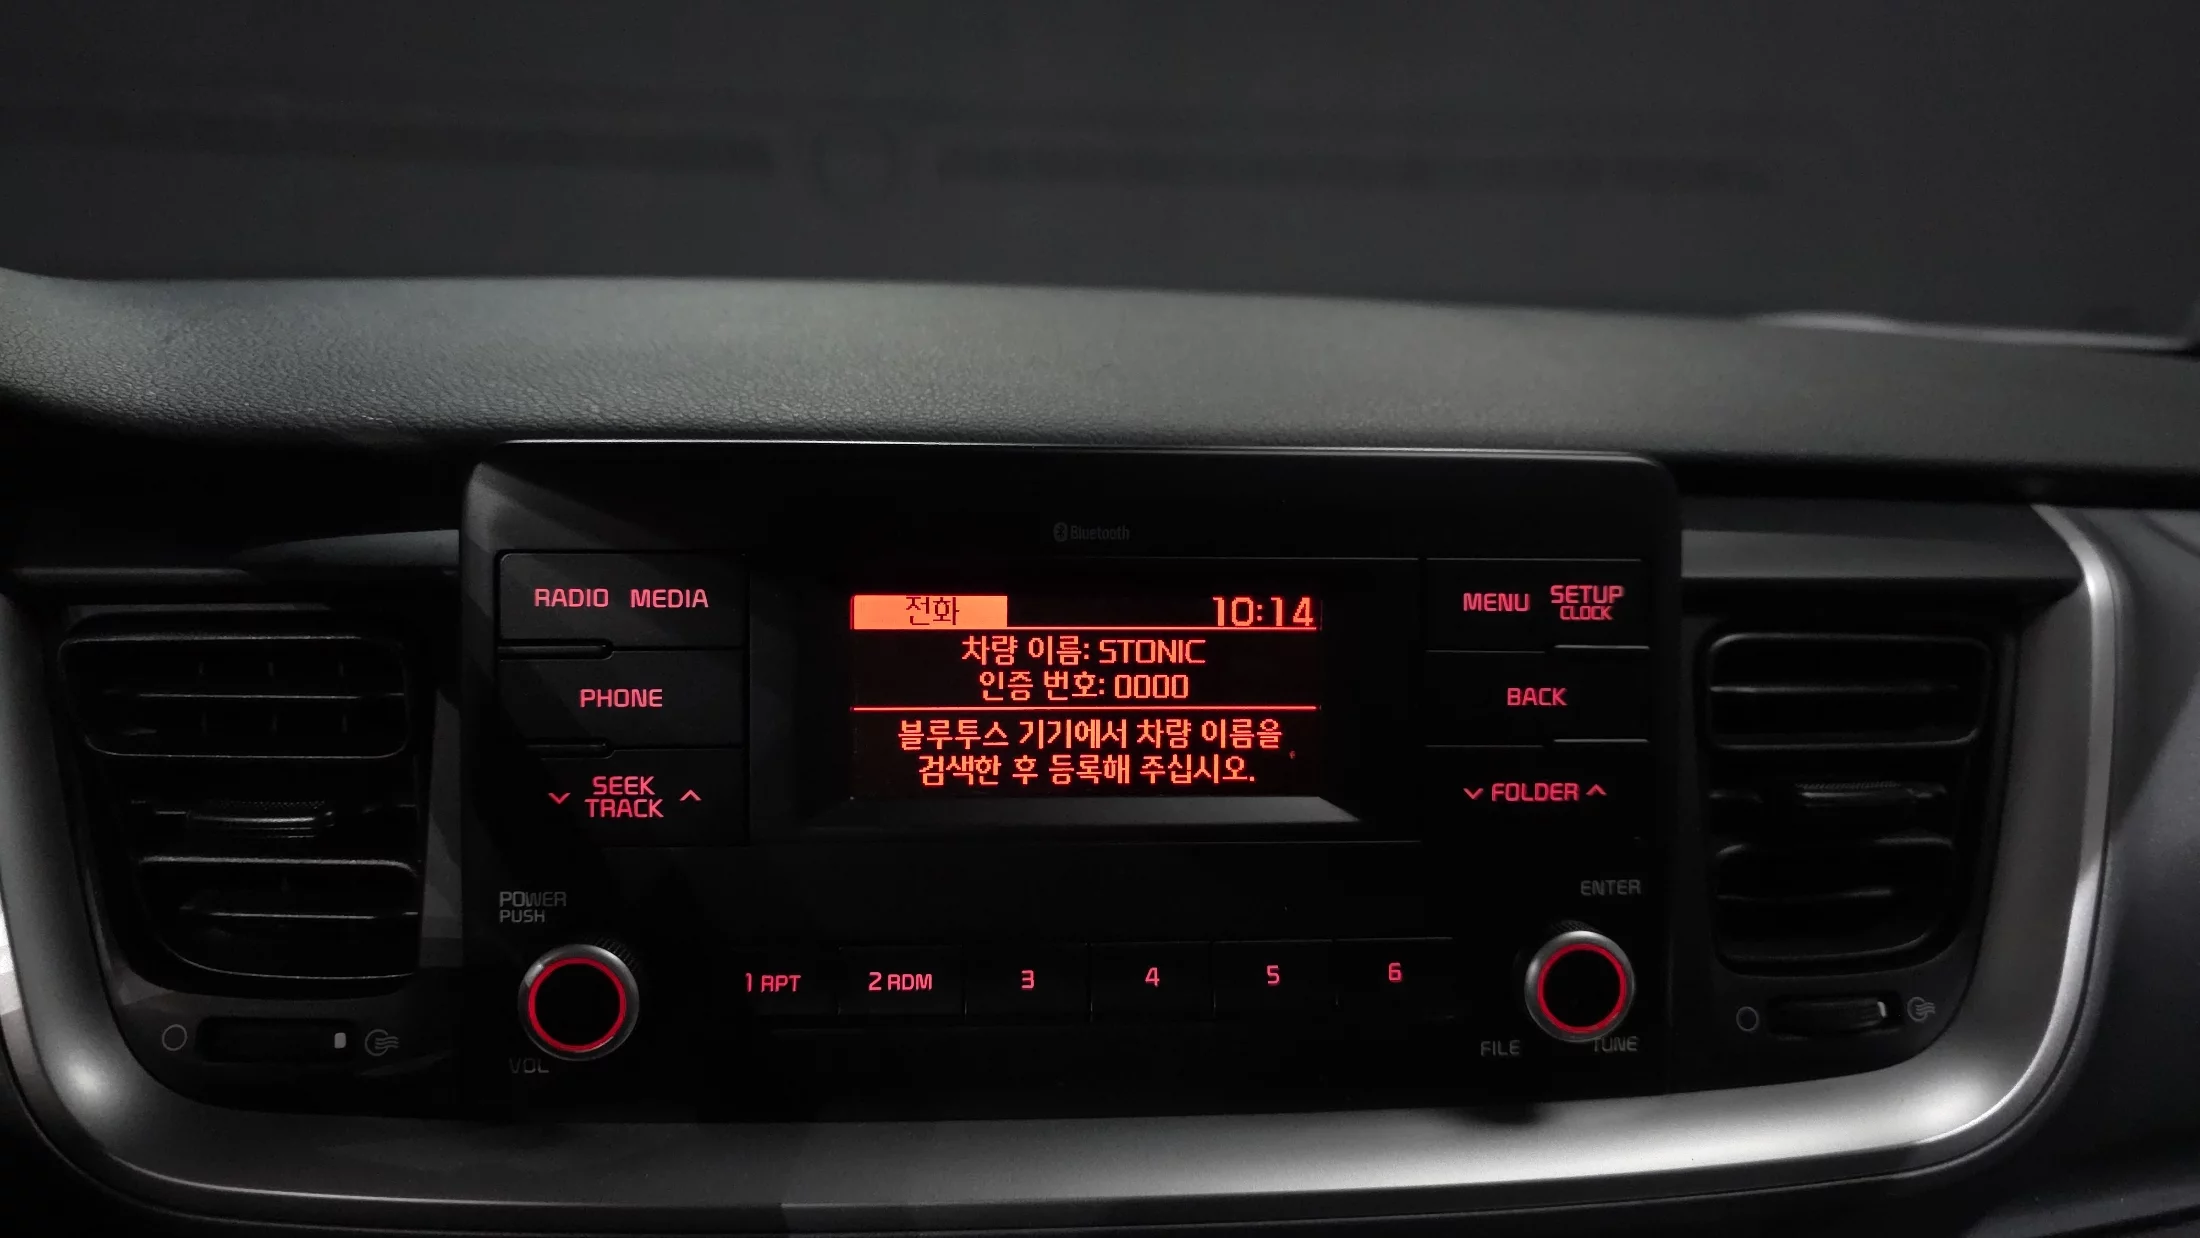 Bluetooth
RADIO MEDIA
PHONE
SEEK
TRACK
전화 10:14
차량 이름: STONIC
인증 번호: 0000
블루투스 기기에서 차량 이름을
검색한 후 등록해 주십시오.
MENU SETUP
CLOCK
BACK
FOLDER
POWER
PUSH
VOL
1 RPT 2 RDM 3 4 5 6
ENTER
FILE TUNE